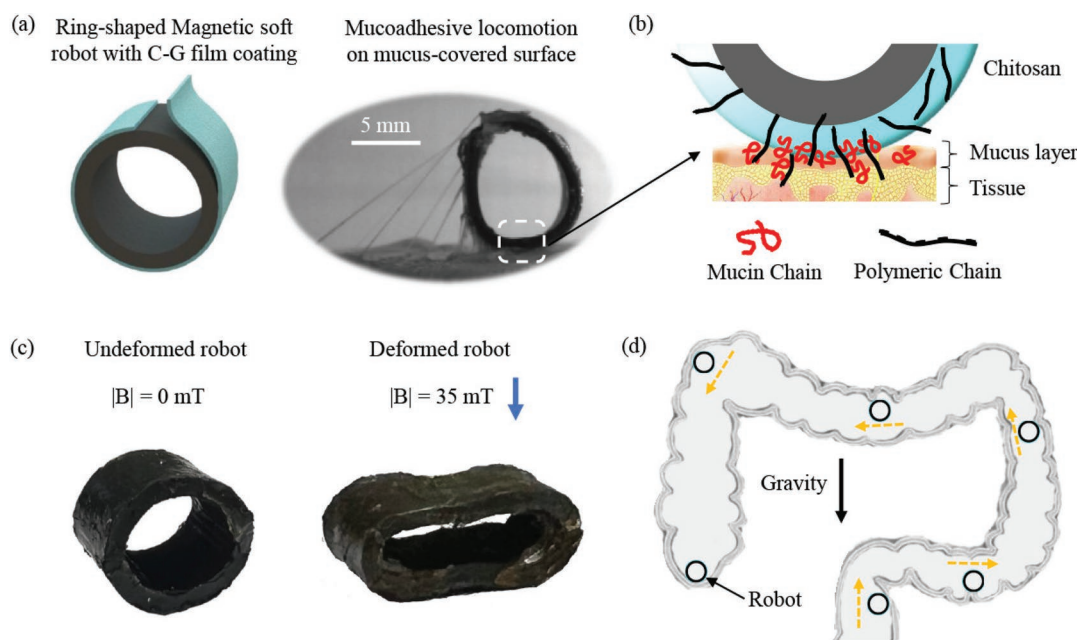 (a)
Ring-shaped Magnetic soft
robot with C-G film coating
Mucoadhesive locomotion
on mucus-covered surface
5 mm
(b)
Chitosan
Mucus layer
Tissue
Mucin Chain
Polymeric Chain
(c)
Undeformed robot
|B| = 0 mT
Deformed robot
|B| = 35 mT
(d)
Gravity
Robot